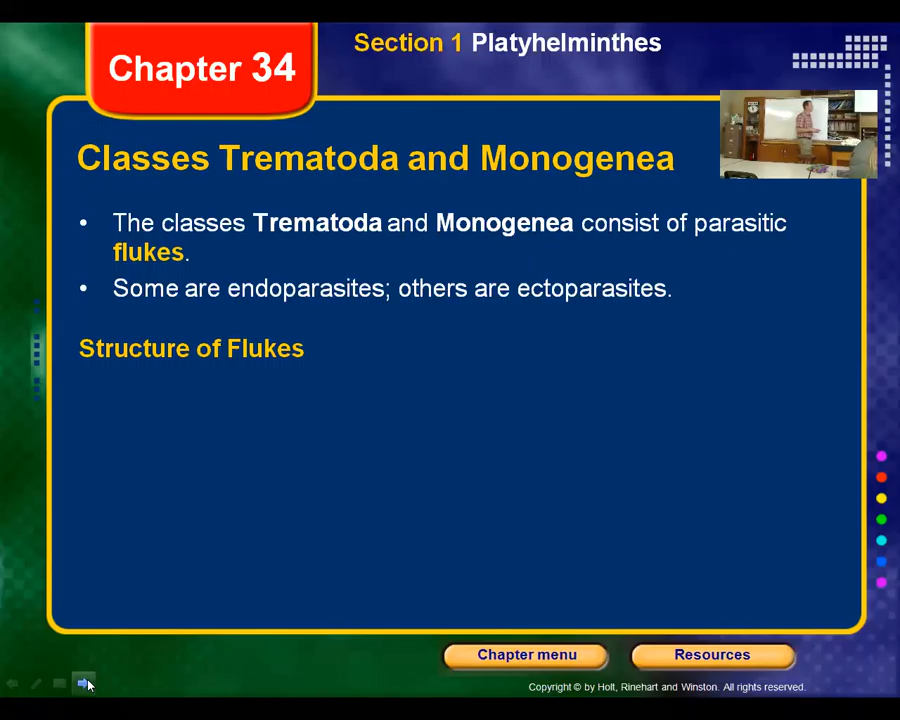 Section 1 Platyhelminthes
Chapter 34
Classes Trematoda and Monogenea
• The classes Trematoda and Monogenea consist of parasitic
flukes.
• Some are endoparasites; others are ectoparasites.
Structure of Flukes
Chapter menu
Resources
Copyright © by Holt, Rinehart and Winston. All rights reserved.